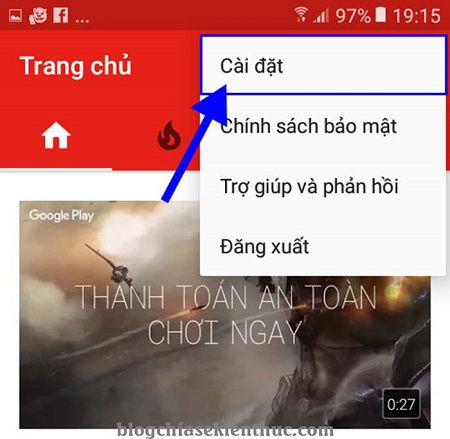 97% 19:15
Trang chủ
Cài đặt
Chính sách bảo mật
Trợ giúp và phản hồi
Đăng xuất
Google Play
THANH TOÁN AN TOÀN
CHƠI NGAY
0:27
blogchiasekienthuc.com